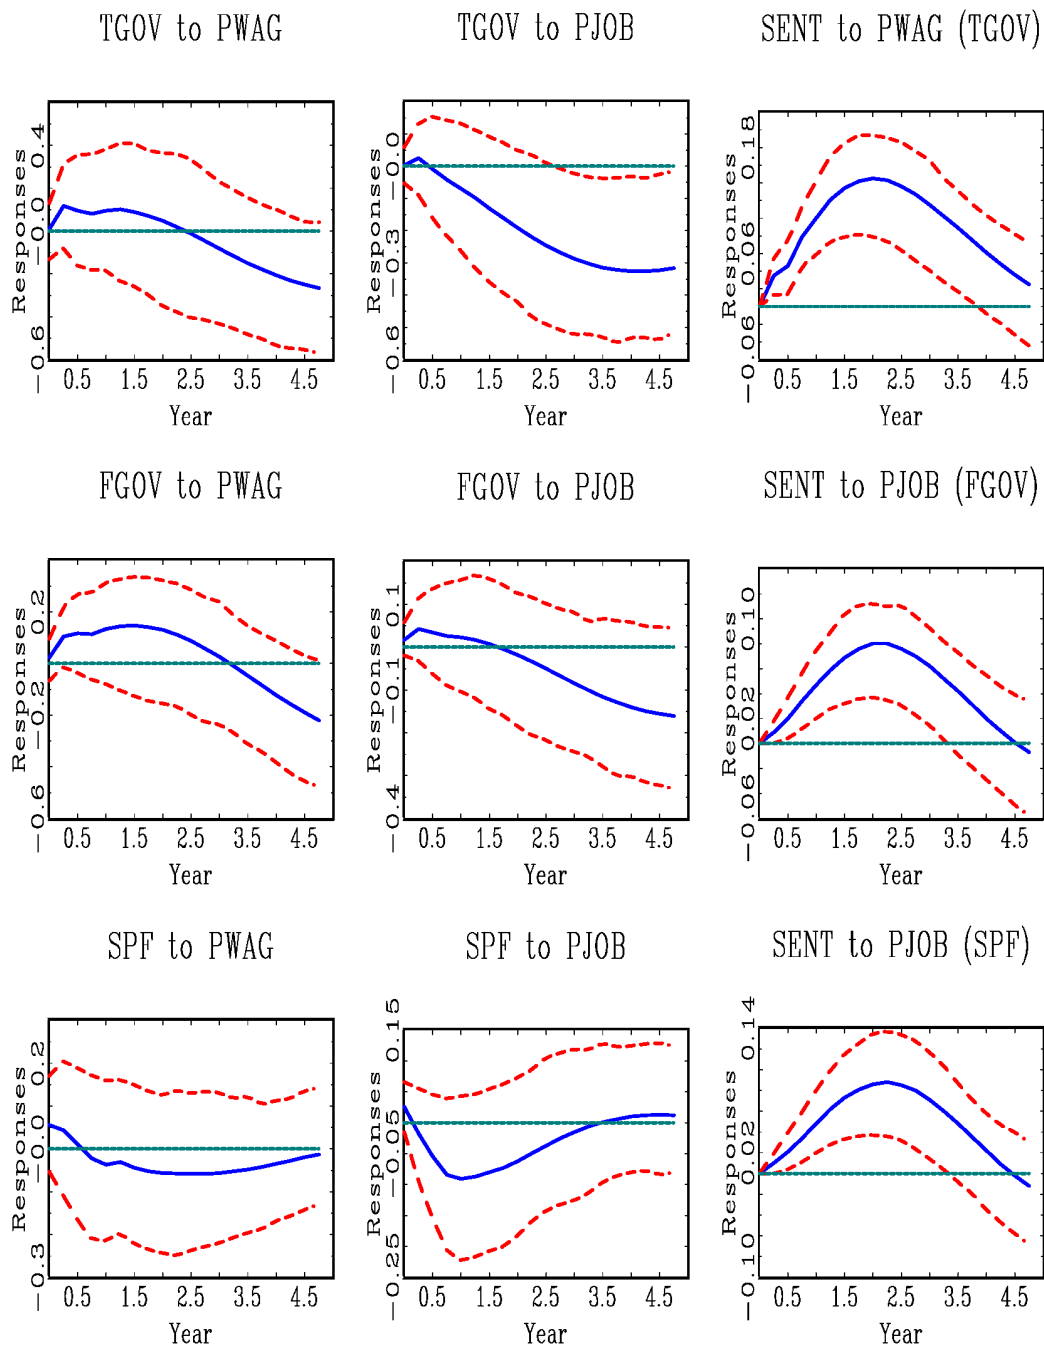 TGOV to PWAG
Responses
−0.6 −0.0 0.4
0.5 1.5 2.5 3.5 4.5
Year
TGOV to PJOB
Responses
−0.6 −0.3 −0.0
0.5 1.5 2.5 3.5 4.5
Year
SENT to PWAG (TGOV)
Responses
−0.06 0.06 0.18
0.5 1.5 2.5 3.5 4.5
Year
FGOV to PWAG
Responses
−0.6 −0.2 0.2
0.5 1.5 2.5 3.5 4.5
Year
FGOV to PJOB
Responses
−0.4 −0.1 0.1
0.5 1.5 2.5 3.5 4.5
Year
SENT to PJOB (FGOV)
Responses
−0.06 0.02 0.10
0.5 1.5 2.5 3.5 4.5
Year
SPF to PWAG
Responses
−0.3 −0.0 0.2
0.5 1.5 2.5 3.5 4.5
Year
SPF to PJOB
Responses
−0.25 −0.05 0.15
0.5 1.5 2.5 3.5 4.5
Year
SENT to PJOB (SPF)
Responses
−0.10 0.02 0.14
0.5 1.5 2.5 3.5 4.5
Year